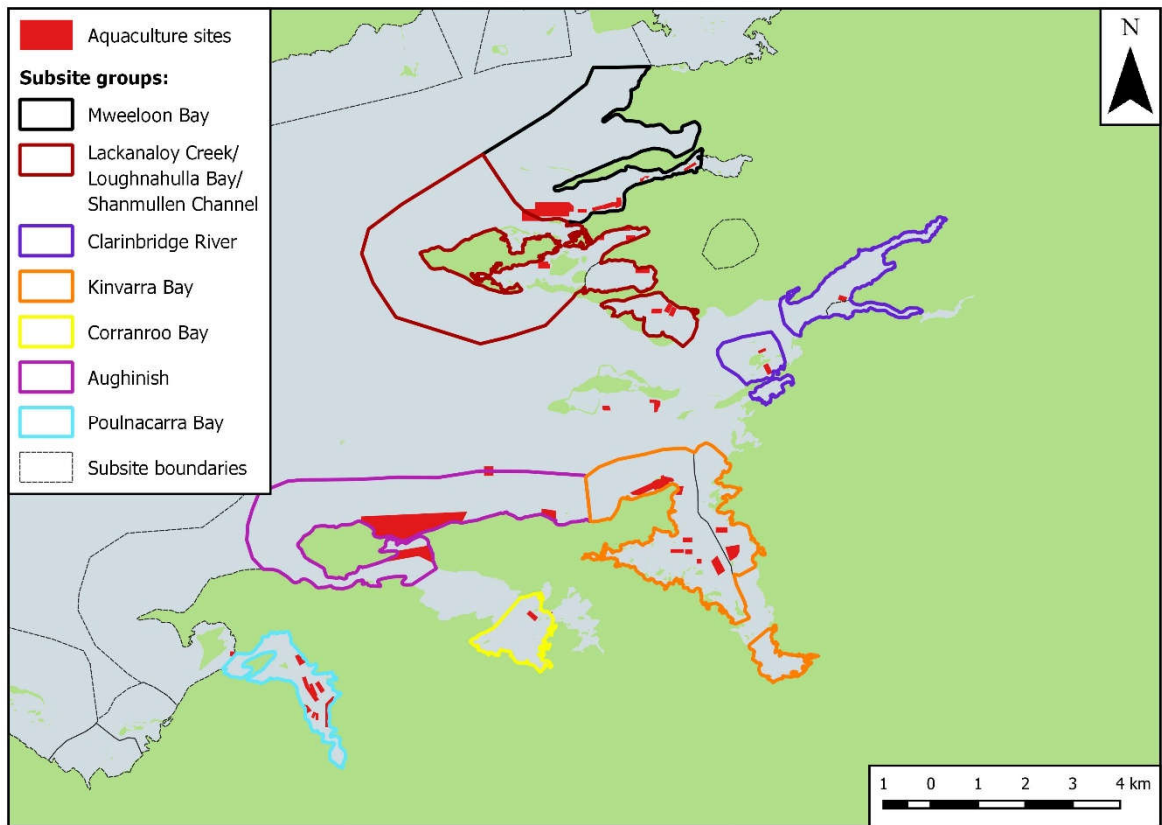 Aquaculture sites
Subsite groups:
Mweeloon Bay
Lackanaloy Creek/
Loughnahulla Bay/
Shanmullen Channel
Clarinbridge River
Kinvarra Bay
Corranroo Bay
Aughinish
Poulnacarra Bay
Subsite boundaries
N
1 0 1 2 3 4 km